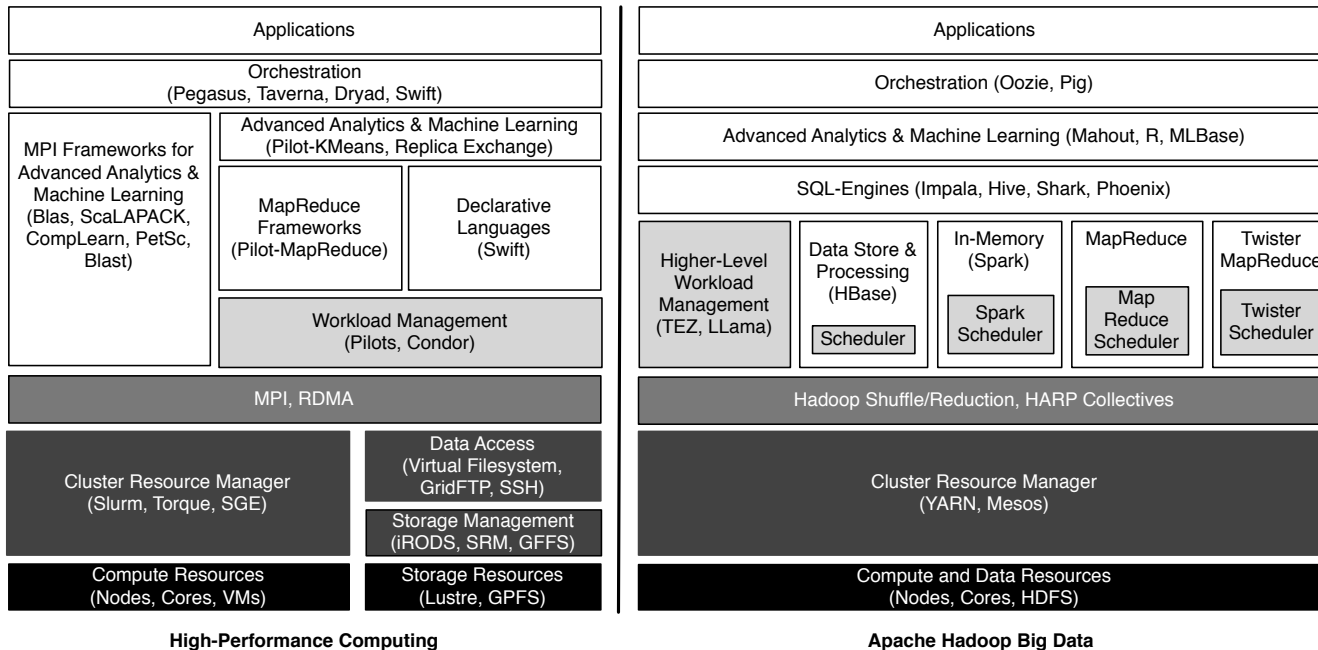 Applications
Orchestration
(Pegasus, Taverna, Dryad, Swift)
MPI Frameworks for
Advanced Analytics &
Machine Learning
(Blas, ScaLAPACK,
CompLearn, PetSc,
Blast)
Advanced Analytics & Machine Learning
(Pilot-KMeans, Replica Exchange)
MapReduce
Frameworks
(Pilot-MapReduce)
Declarative
Languages
(Swift)
Workload Management
(Pilots, Condor)
MPI, RDMA
Cluster Resource Manager
(Slurm, Torque, SGE)
Data Access
(Virtual Filesystem,
GridFTP, SSH)
Storage Management
(iRODS, SRM, GFFS)
Compute Resources
(Nodes, Cores, VMs)
Storage Resources
(Lustre, GPFS)
High-Performance Computing
Applications
Orchestration (Oozie, Pig)
Advanced Analytics & Machine Learning (Mahout, R, MLBase)
SQL-Engines (Impala, Hive, Shark, Phoenix)
Higher-Level
Workload
Management
(TEZ, LLama)
Data Store &
Processing
(HBase)
Scheduler
In-Memory
(Spark)
Spark
Scheduler
MapReduce
Map
Reduce
Scheduler
Twister
MapReduce
Twister
Scheduler
Hadoop Shuffle/Reduction, HARP Collectives
Cluster Resource Manager
(YARN, Mesos)
Compute and Data Resources
(Nodes, Cores, HDFS)
Apache Hadoop Big Data